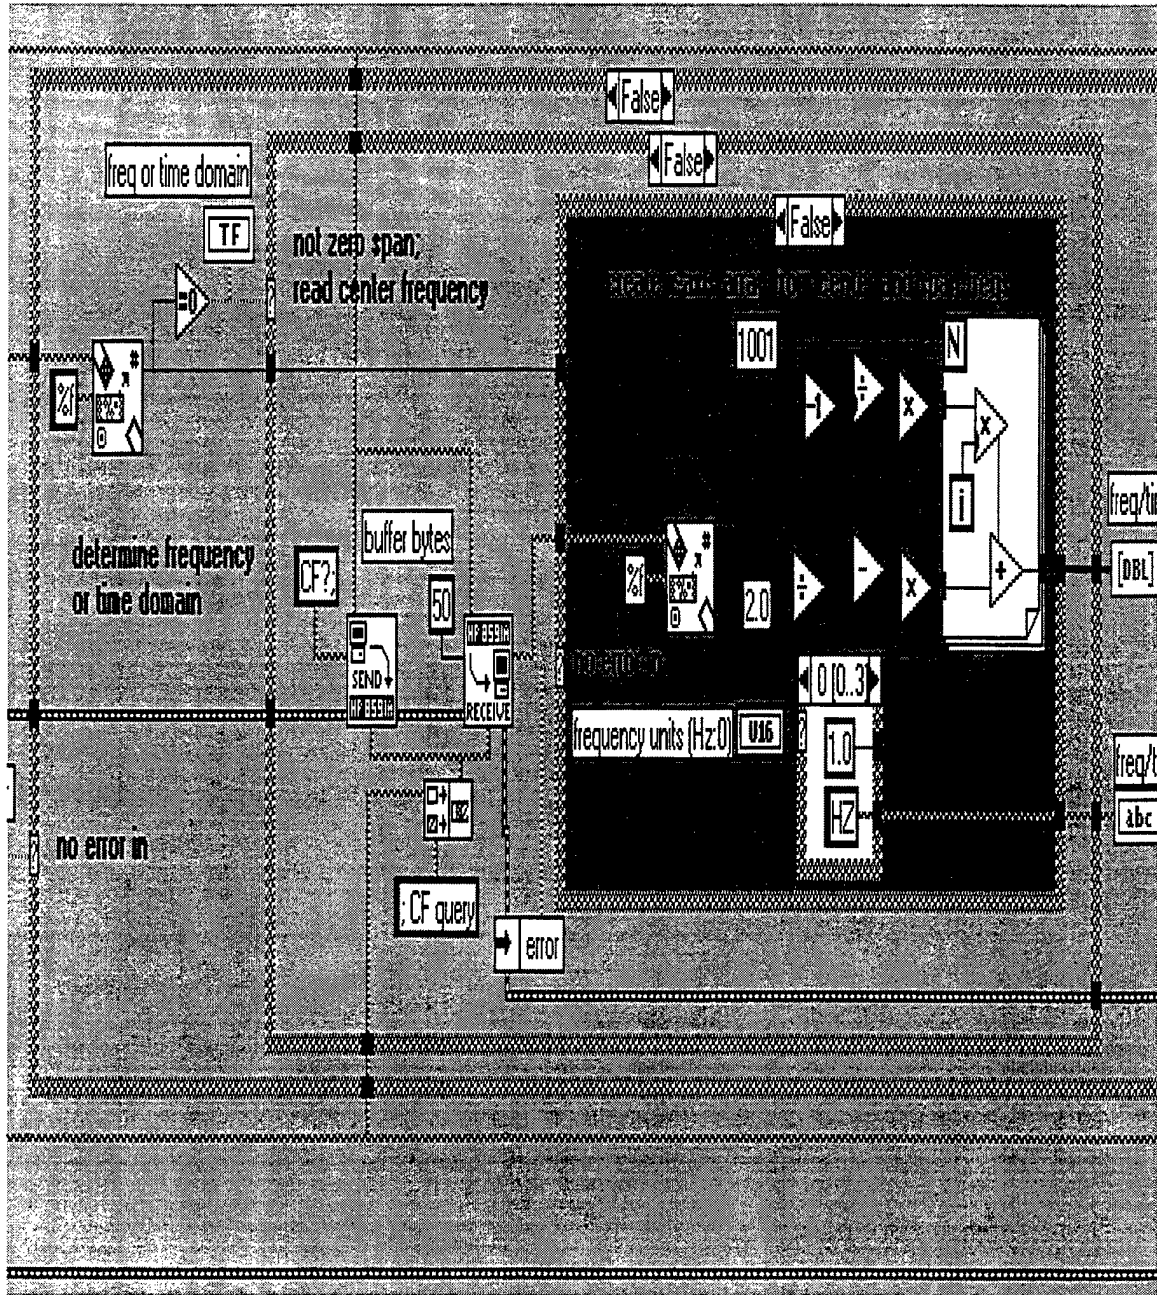 False
False
False
freq or time domain
TF
not zero span;
read center frequency
=0
1001
N
-1
÷
x
x
%f
#
i
freq/ti
[DBL]
determine frequency
or time domain
buffer bytes
CF?;
50
%f
#
2.0
÷
-
x
+
SEND
HP 8591A
HP 8591A
RECEIVE
0 [0..3]
frequency units (Hz:0)
U16
1.0
HZ
freq/t
abc
no error in
; CF query
error